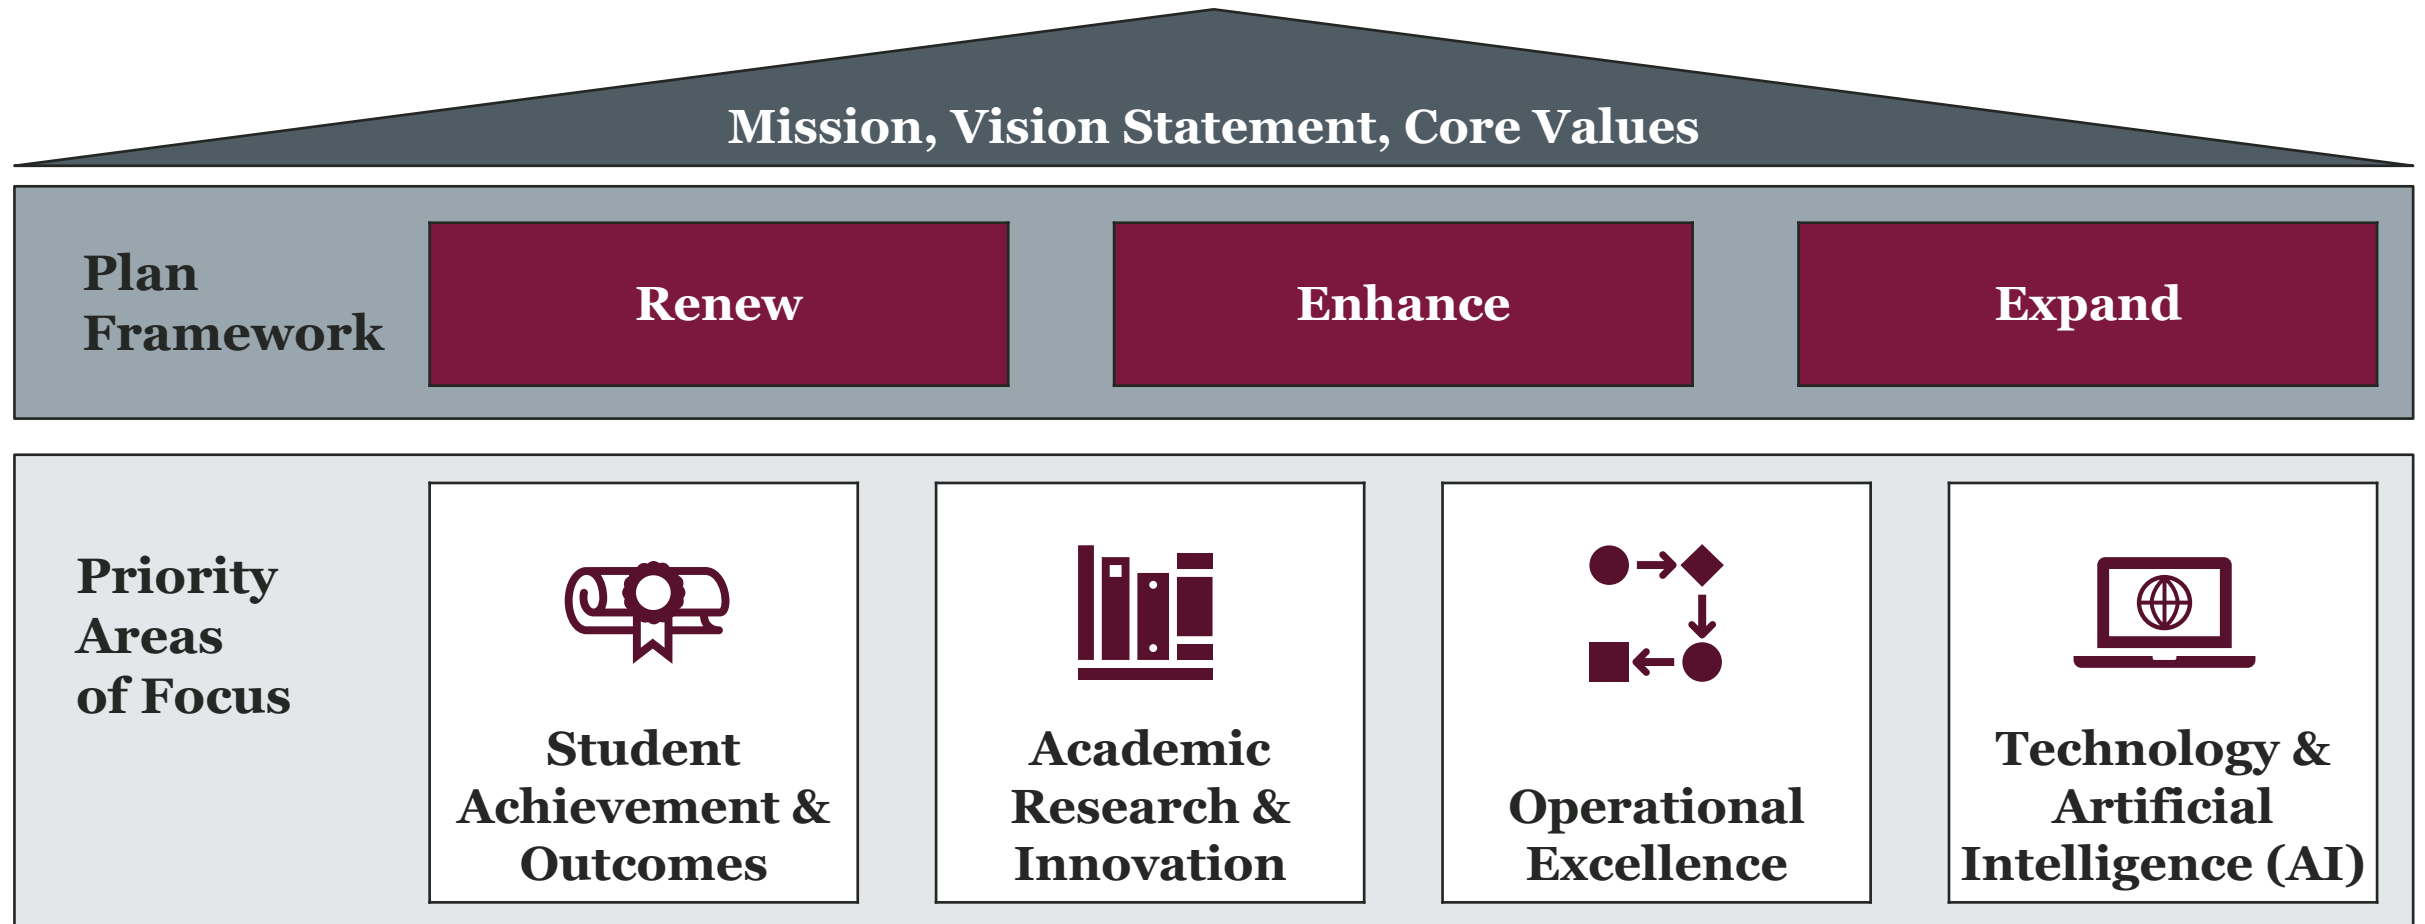 Mission, Vision Statement, Core Values
Plan
Framework
Renew
Enhance
Expand
Priority
Areas
of Focus
Student
Achievement &
Outcomes
Academic
Research &
Innovation
Operational
Excellence
Technology &
Artificial
Intelligence (AI)